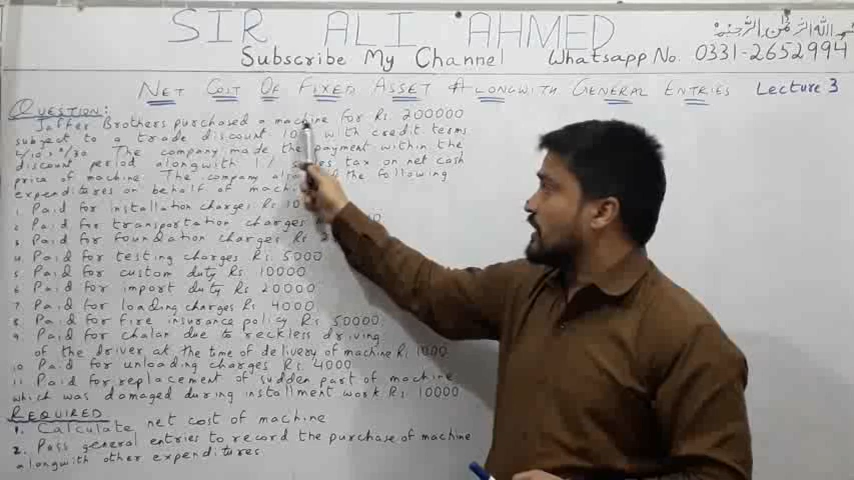 SIR ALI AHMED
Subscribe My Channel Whatsapp No. 0331-2652994
NET COST OF FIXED ASSET ALONGWITH GENERAL ENTRIES Lecture 3
QUESTION:
Jaffer Brothers purchased a machine for Rs. 200000
subject to a trade discount 10% with credit terms
2/10, n/30. The company made the payment within the
discount period alongwith 1% tax on net cash
price of machine. The company the following
expenditures on behalf of
1. Paid for installation charges Rs
2. Paid for transportation charges
3. Paid for foundation charges Rs
4. Paid for testing charges Rs 5000
5. Paid for custom duty Rs 10000
6. Paid for import duty Rs 20000
7. Paid for loading charges Rs 4000
8. Paid for fire insurance policy Rs 50000
9. Paid for chalan due to reckless driving
of the driver at the time of delivery of machine Rs 1000
10. Paid for unloading charges Rs 4000
11. Paid for replacement of sudden part of machine
which was damaged during installment work Rs 10000
REQUIRED
1. Calculate net cost of machine
2. Pass general entries to record the purchase of machine
alongwith other expenditures.